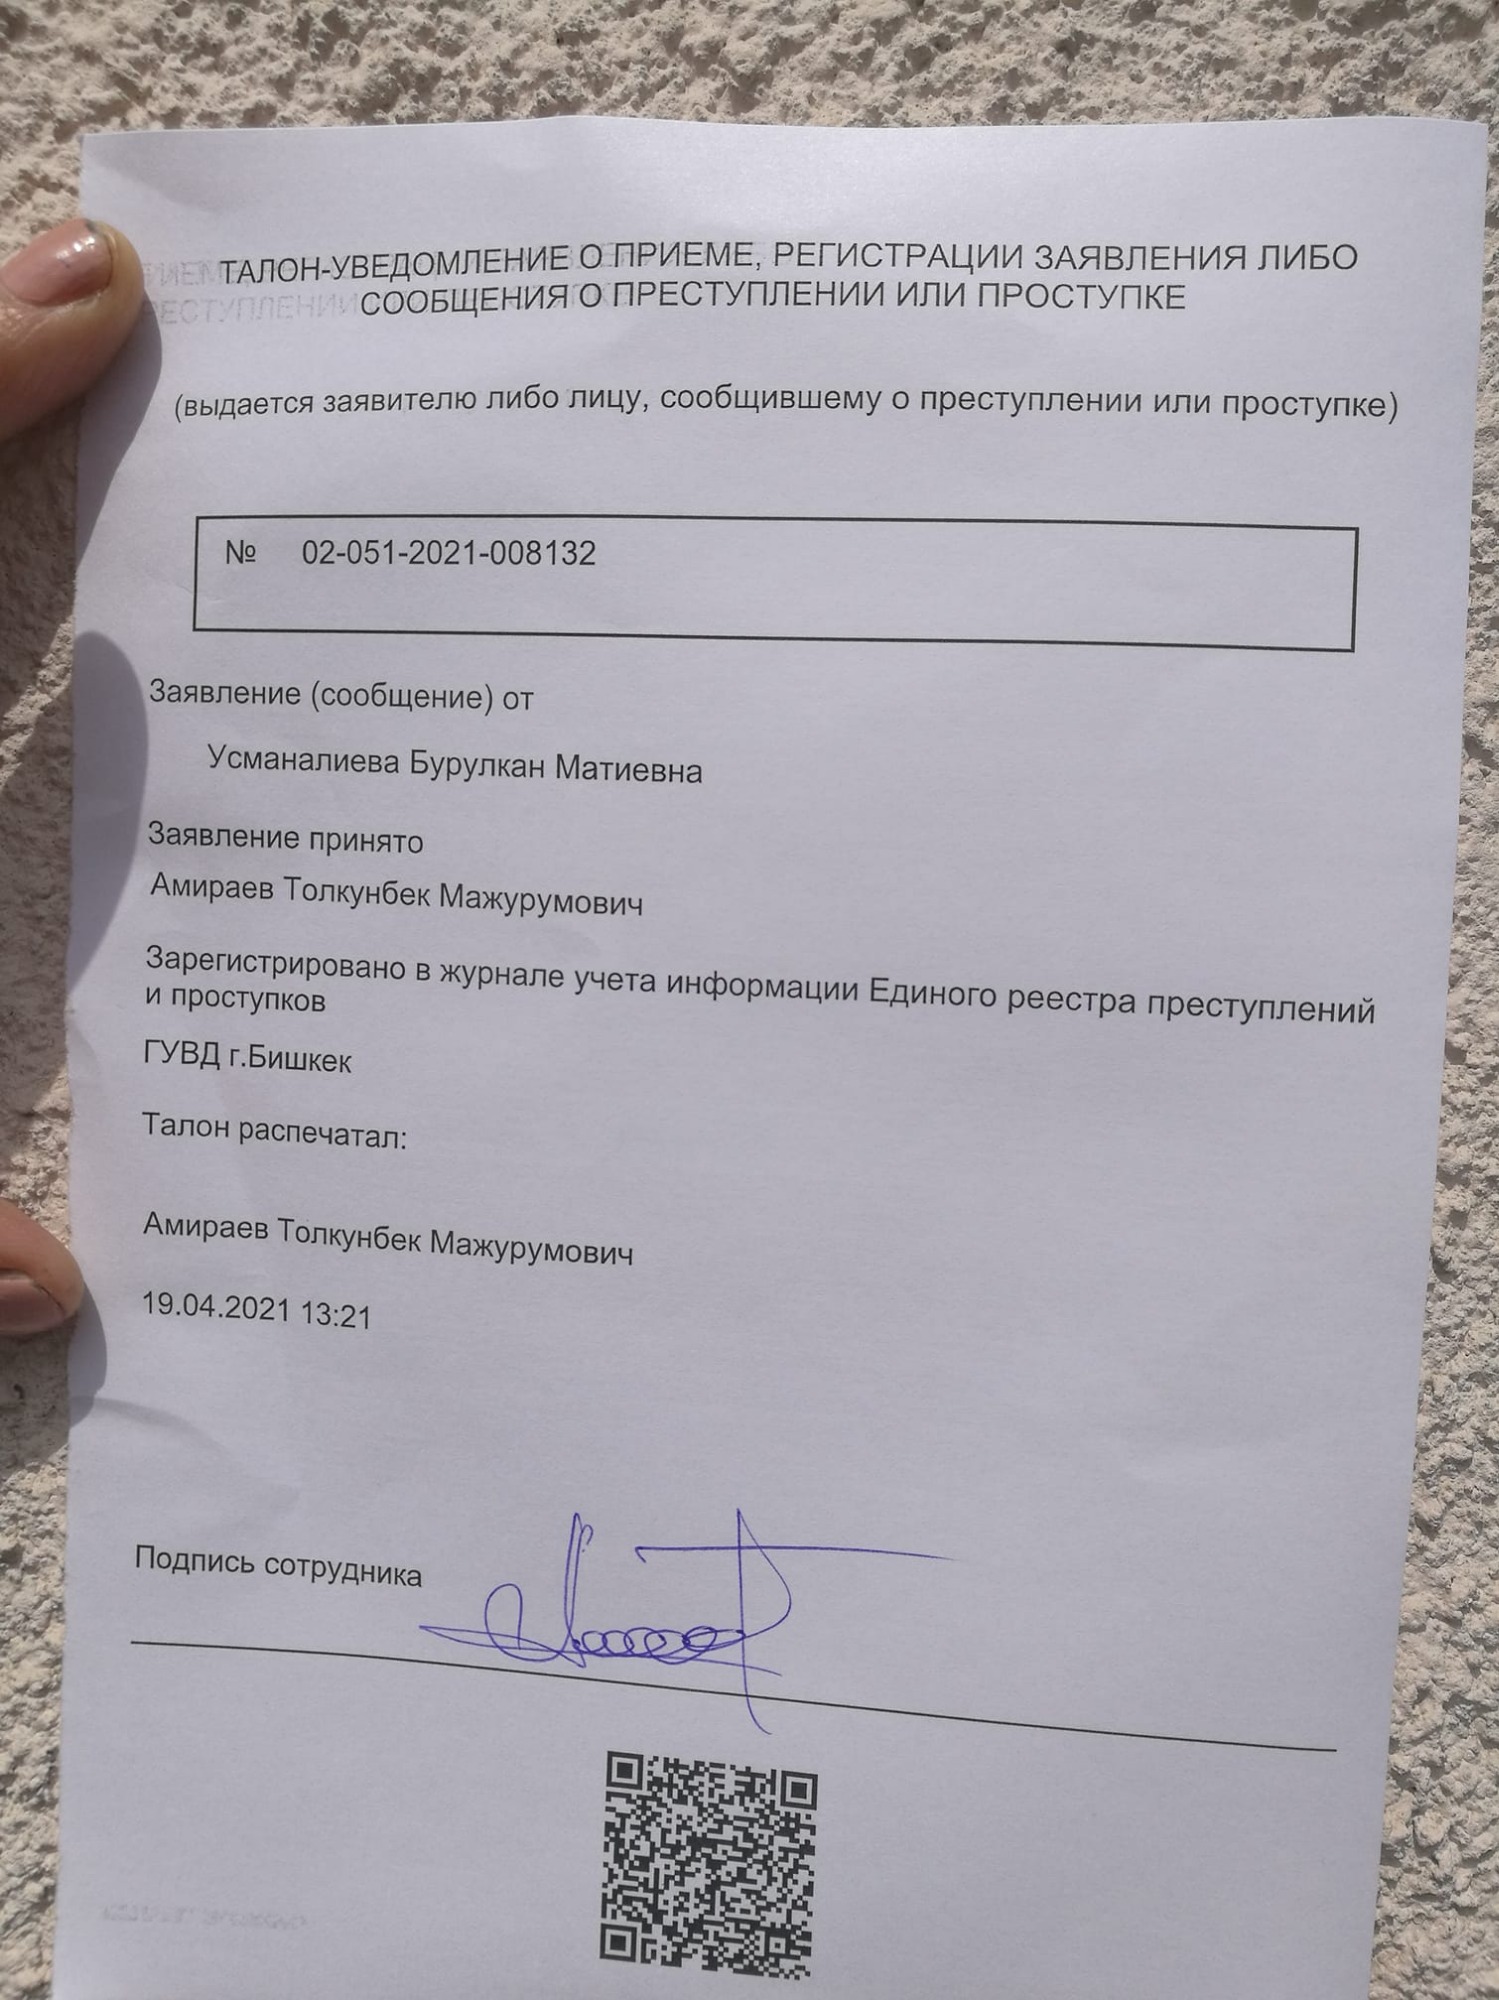 ТАЛОН-УВЕДОМЛЕНИЕ О ПРИЕМЕ, РЕГИСТРАЦИИ ЗАЯВЛЕНИЯ ЛИБО
СООБЩЕНИЯ О ПРЕСТУПЛЕНИИ ИЛИ ПРОСТУПКЕ
(выдается заявителю либо лицу, сообщившему о преступлении или проступке)
№ 02-051-2021-008132
Заявление (сообщение) от
Усманалиева Бурулкан Матиевна
Заявление принято
Амираев Толкунбек Мажурумович
Зарегистрировано в журнале учета информации Единого реестра преступлений
и проступков
ГУВД г.Бишкек
Талон распечатал:
Амираев Толкунбек Мажурумович
19.04.2021 13:21
Подпись сотрудника